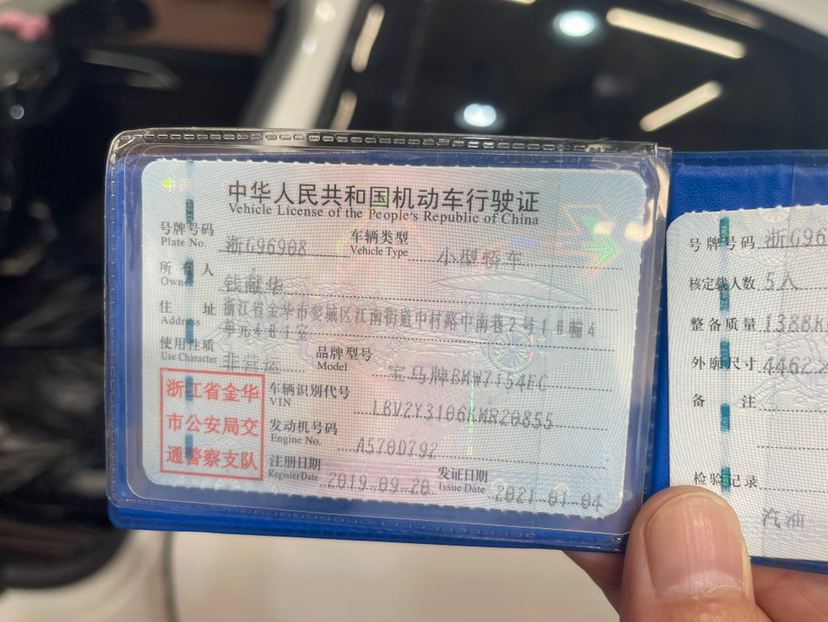 中华人民共和国机动车行驶证
Vehicle License of the People's Republic of China
号牌号码 浙G96908 车辆类型 小型轿车
Plate No. Vehicle Type
所有人 钱献华
Owner
住址 浙江省金华市婺城区江南街道中村路中南巷2号10幢4
Address 单元401室
使用性质 非营运 品牌型号 宝马牌BMW7154EC
Use Character Model
浙江省金华
市公安局交
通警察支队
车辆识别代号 LBV2Y3106KMR20855
VIN
发动机号码 A570D792
Engine No.
注册日期 2019-09-20 发证日期 2021-01-04
Register Date Issue Date
号牌号码 浙G96
核定载人数 5人
整备质量 1388K
外廓尺寸 4462×
备注
检验记录
汽油